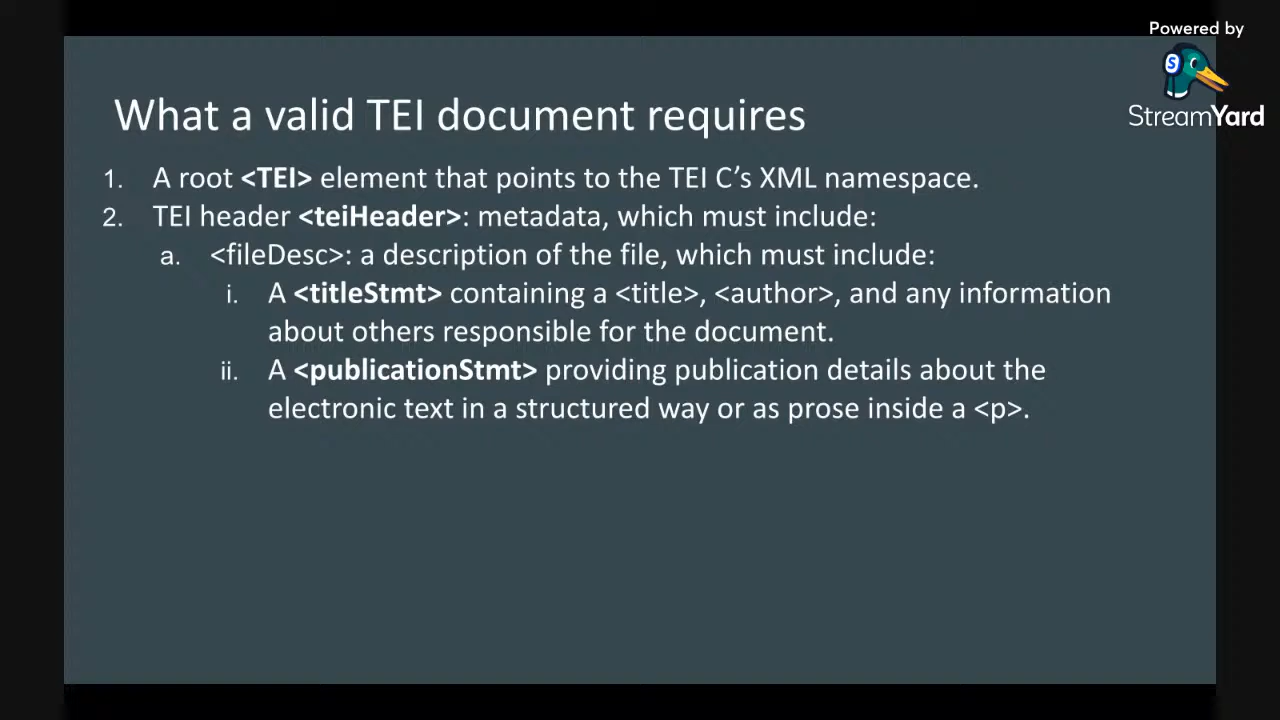 Powered by
S
StreamYard
What a valid TEI document requires
1. A root <TEI> element that points to the TEI C’s XML namespace.
2. TEI header <teiHeader>: metadata, which must include:
a. <fileDesc>: a description of the file, which must include:
i. A <titleStmt> containing a <title>, <author>, and any information
about others responsible for the document.
ii. A <publicationStmt> providing publication details about the
electronic text in a structured way or as prose inside a <p>.